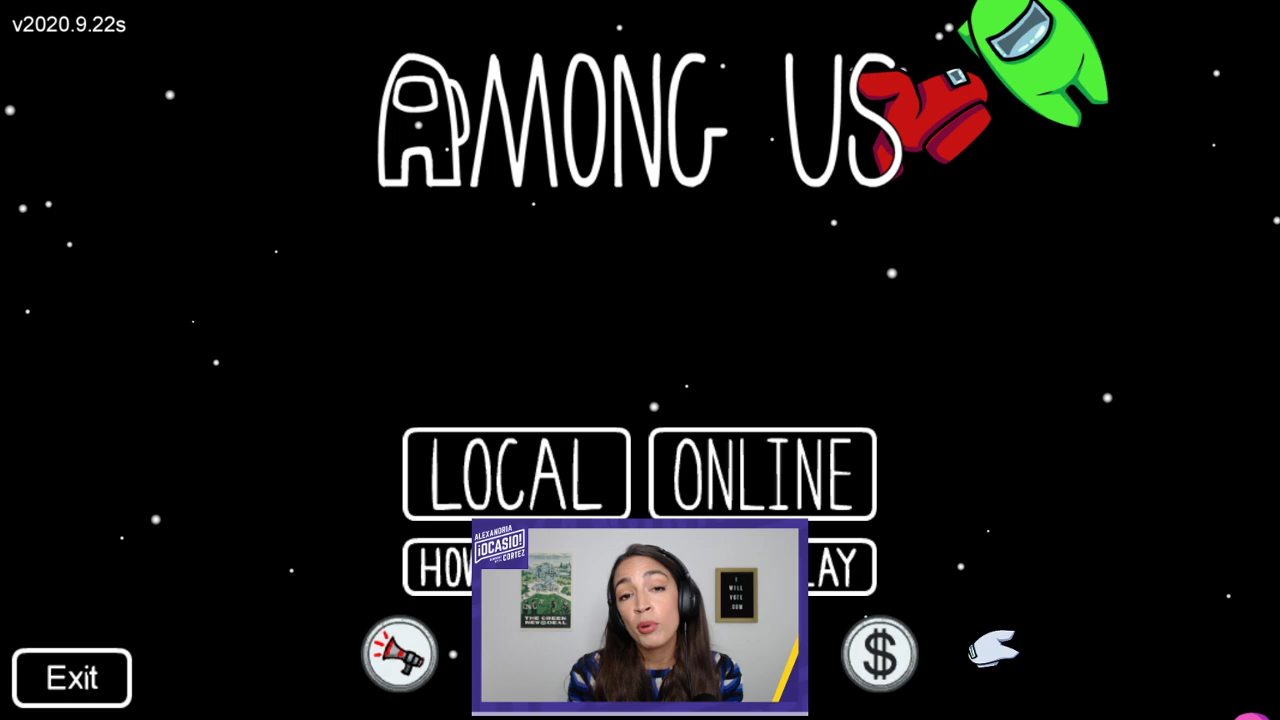 v2020.9.22s
AMONG US
LOCAL
ONLINE
HOW
LAY
ALEXANDRIA
¡OCASIO!
CORTEZ
THE GREEN
NEW DEAL
I
WILL
VOTE
.COM
$
Exit